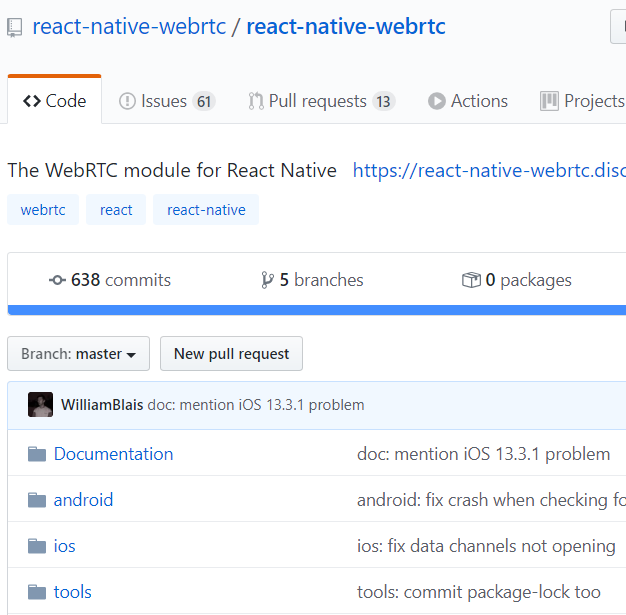 react-native-webrtc / react-native-webrtc
Code Issues 61 Pull requests 13 Actions Projects
The WebRTC module for React Native https://react-native-webrtc.disc
webrtc react react-native
638 commits 5 branches 0 packages
Branch: master New pull request
WilliamBlais doc: mention iOS 13.3.1 problem
Documentation doc: mention iOS 13.3.1 problem
android android: fix crash when checking fo
ios ios: fix data channels not opening
tools tools: commit package-lock too